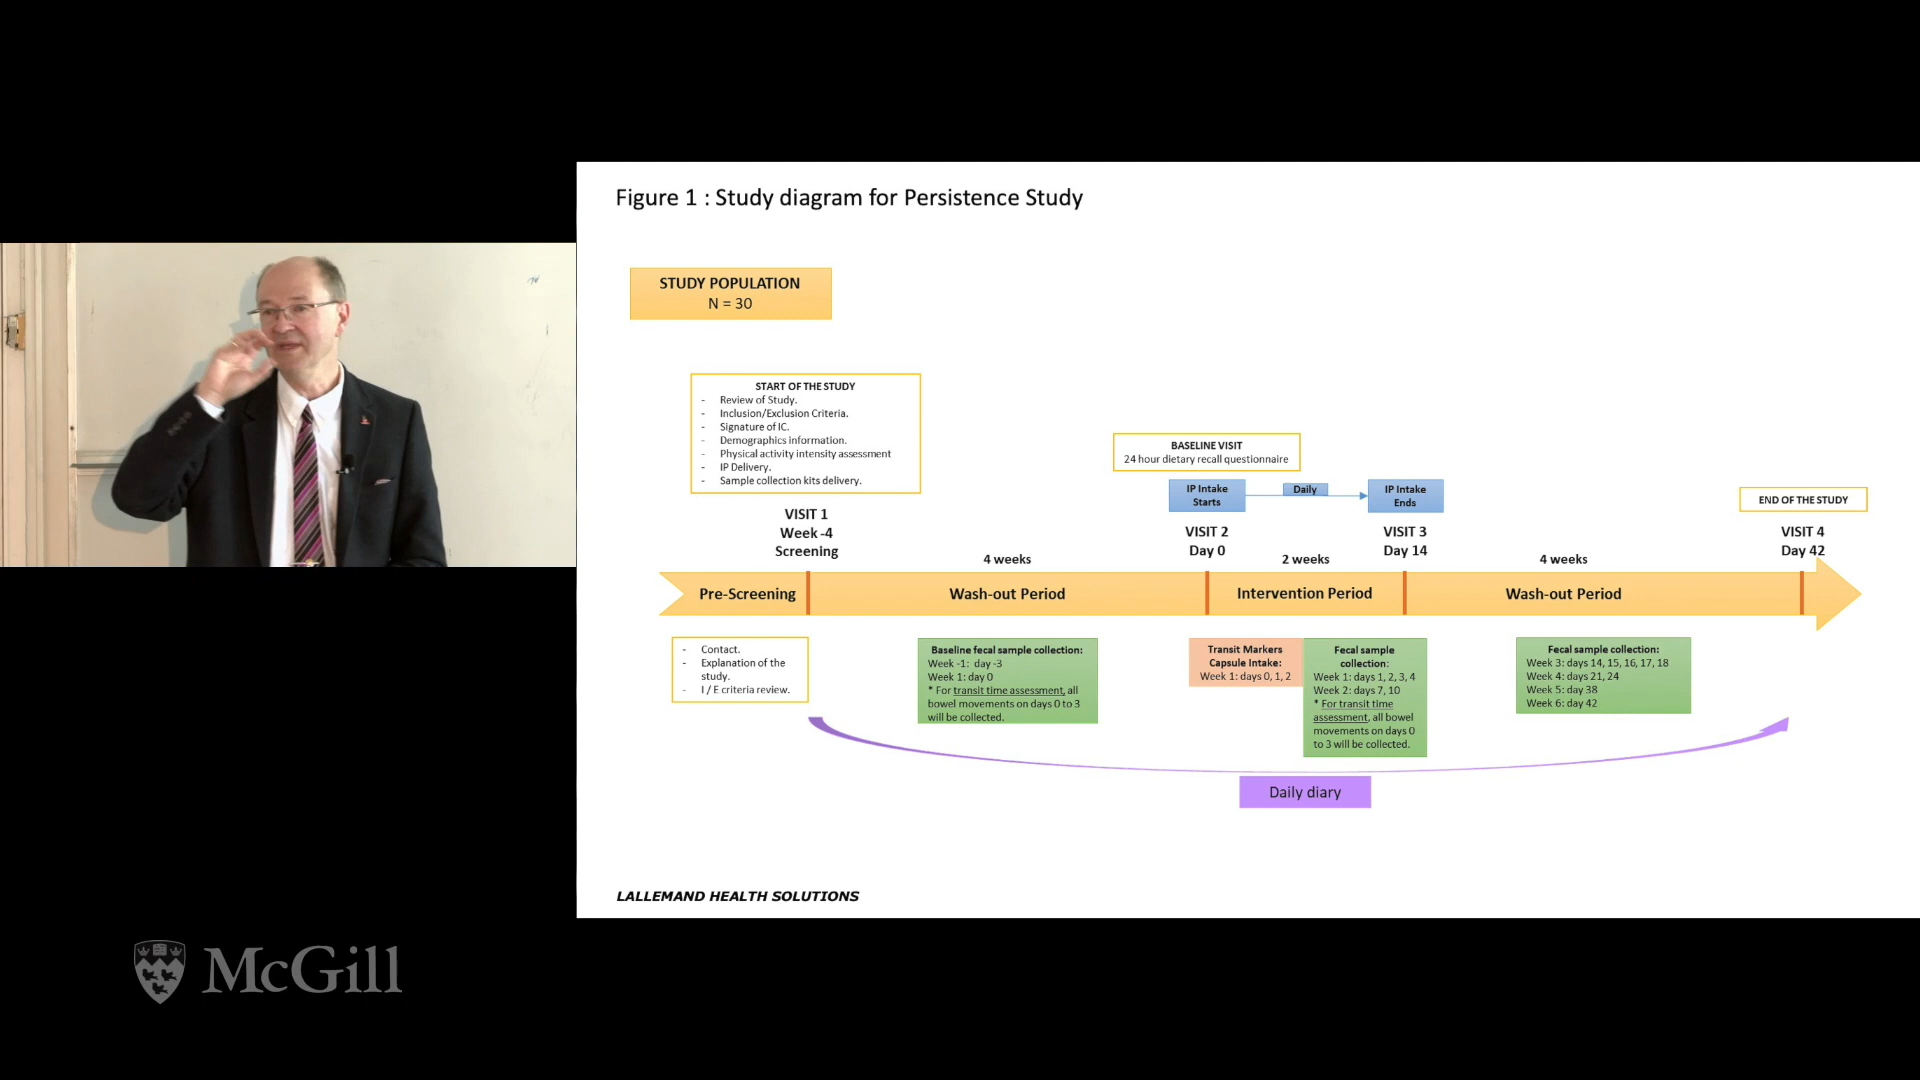 Figure 1 : Study diagram for Persistence Study
STUDY POPULATION
N = 30
START OF THE STUDY
- Review of Study.
- Inclusion/Exclusion Criteria.
- Signature of IC.
- Demographics information.
- Physical activity intensity assessment
- IP Delivery.
- Sample collection kits delivery.
BASELINE VISIT
24 hour dietary recall questionnaire
IP Intake
Starts
Daily
IP Intake
Ends
END OF THE STUDY
VISIT 1
Week -4
Screening
VISIT 2
Day 0
VISIT 3
Day 14
VISIT 4
Day 42
4 weeks
2 weeks
4 weeks
Pre-Screening
Wash-out Period
Intervention Period
Wash-out Period
- Contact.
- Explanation of the
study.
- I / E criteria review.
Baseline fecal sample collection:
Week -1: day -3
Week 1: day 0
* For transit time assessment, all
bowel movements on days 0 to 3
will be collected.
Transit Markers
Capsule Intake:
Week 1: days 0, 1, 2
Fecal sample
collection:
Week 1: days 1, 2, 3, 4
Week 2: days 7, 10
* For transit time
assessment, all bowel
movements on days 0
to 3 will be collected.
Fecal sample collection:
Week 3: days 14, 15, 16, 17, 18
Week 4: days 21, 24
Week 5: day 38
Week 6: day 42
Daily diary
LALLEMAND HEALTH SOLUTIONS
McGill